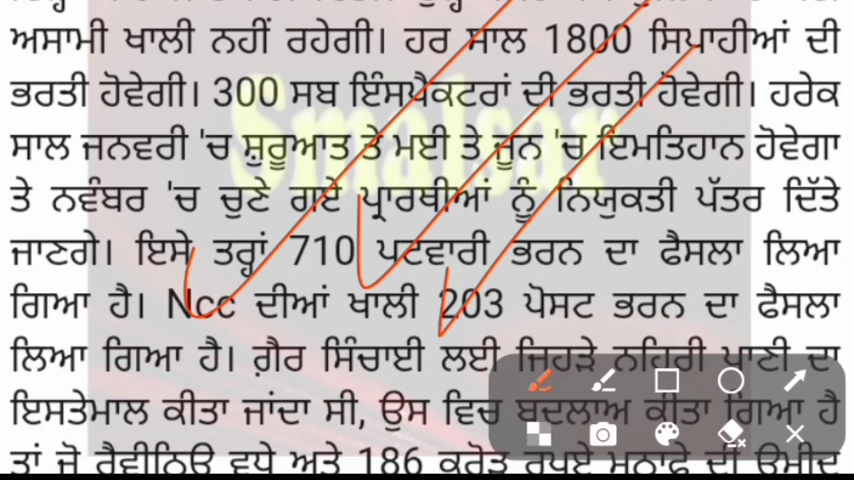 ਅਸਾਮੀ ਖਾਲੀ ਨਹੀਂ ਰਹੇਗੀ। ਹਰ ਸਾਲ 1800 ਸਿਪਾਹੀਆਂ ਦੀ
ਭਰਤੀ ਹੋਵੇਗੀ। 300 ਸਬ ਇੰਸਪੈਕਟਰਾਂ ਦੀ ਭਰਤੀ ਹੋਵੇਗੀ। ਹਰੇਕ
ਸਾਲ ਜਨਵਰੀ 'ਚ ਸ਼ੁਰੂਆਤ ਤੇ ਮਈ ਤੇ ਜੂਨ 'ਚ ਇਮਤਿਹਾਨ ਹੋਵੇਗਾ
ਤੇ ਨਵੰਬਰ 'ਚ ਚੁਣੇ ਗਏ ਪ੍ਰਾਰਥੀਆਂ ਨੂੰ ਨਿਯੁਕਤੀ ਪੱਤਰ ਦਿੱਤੇ
ਜਾਣਗੇ। ਇਸੇ ਤਰ੍ਹਾਂ 710 ਪਟਵਾਰੀ ਭਰਨ ਦਾ ਫੈਸਲਾ ਲਿਆ
ਗਿਆ ਹੈ। Ncc ਦੀਆਂ ਖਾਲੀ 203 ਪੋਸਟ ਭਰਨ ਦਾ ਫੈਸਲਾ
ਲਿਆ ਗਿਆ ਹੈ। ਗ਼ੈਰ ਸਿੰਚਾਈ ਲਈ ਜਿਹੜੇ ਨਹਿਰੀ ਪਾਣੀ ਦਾ
ਇਸਤੇਮਾਲ ਕੀਤਾ ਜਾਂਦਾ ਸੀ, ਉਸ ਵਿਚ ਬਦਲਾਅ ਕੀਤਾ ਗਿਆ ਹੈ
ਤਾਂ ਜੋ ਰੈਵੀਨਿਊ ਵਧੇ ਅਤੇ 186 ਕਰੋੜ ਰੁਪਏ ਮੁਨਾਫੇ ਦੀ ਉਮੀਦ
Smalsar